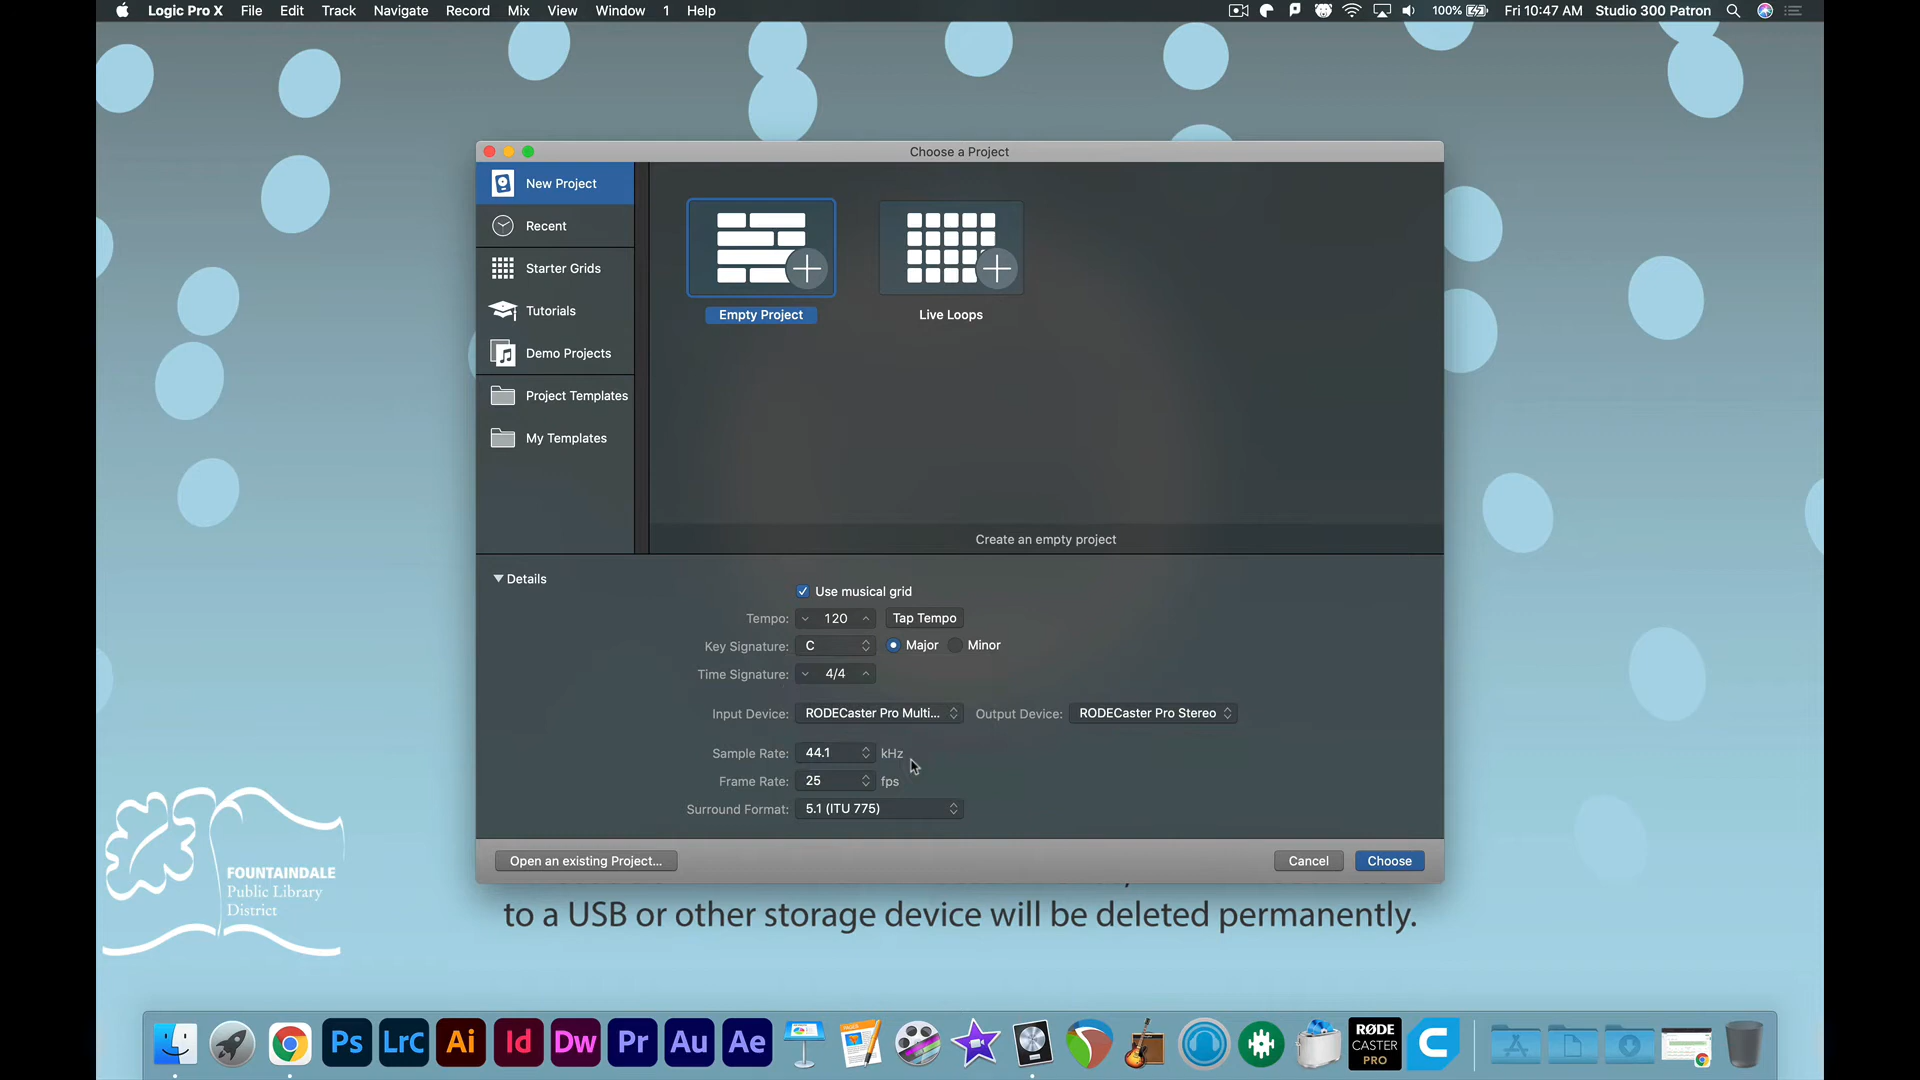 Logic Pro X File Edit Track Navigate Record Mix View Window 1 Help 100% Fri 10:47 AM Studio 300 Patron
Choose a Project
New Project
Recent
Starter Grids
Tutorials
Demo Projects
Project Templates
My Templates
Empty Project Live Loops
Create an empty project
Details
Use musical grid
Tempo: 120 Tap Tempo
Key Signature: C Major Minor
Time Signature: 4/4
Input Device: RODECaster Pro Multi... Output Device: RODECaster Pro Stereo
Sample Rate: 44.1 kHz
Frame Rate: 25 fps
Surround Format: 5.1 (ITU 775)
Open an existing Project... Cancel Choose
FOUNTAINDALE
Public Library
District
to a USB or other storage device will be deleted permanently.
Ps LrC Ai Id Dw Pr Au Ae
RØDE
CASTER
PRO